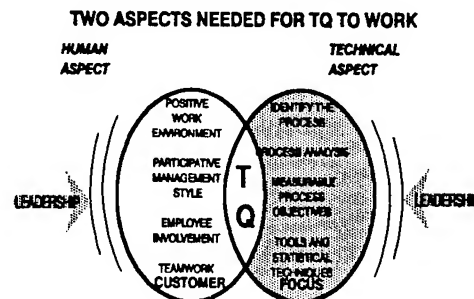 TWO ASPECTS NEEDED FOR TQ TO WORK
HUMAN
ASPECT
TECHNICAL
ASPECT
POSITIVE
WORK
ENVIRONMENT
PARTICIPATIVE
MANAGEMENT
STYLE
EMPLOYEE
INVOLVEMENT
TEAMWORK
CUSTOMER
T
Q
IDENTIFY THE
PROCESS
PROCESS ANALYSIS
MEASURABLE
PROCESS
OBJECTIVES
TOOLS AND
STATISTICAL
TECHNIQUES
FOCUS
LEADERSHIP
LEADERSHIP